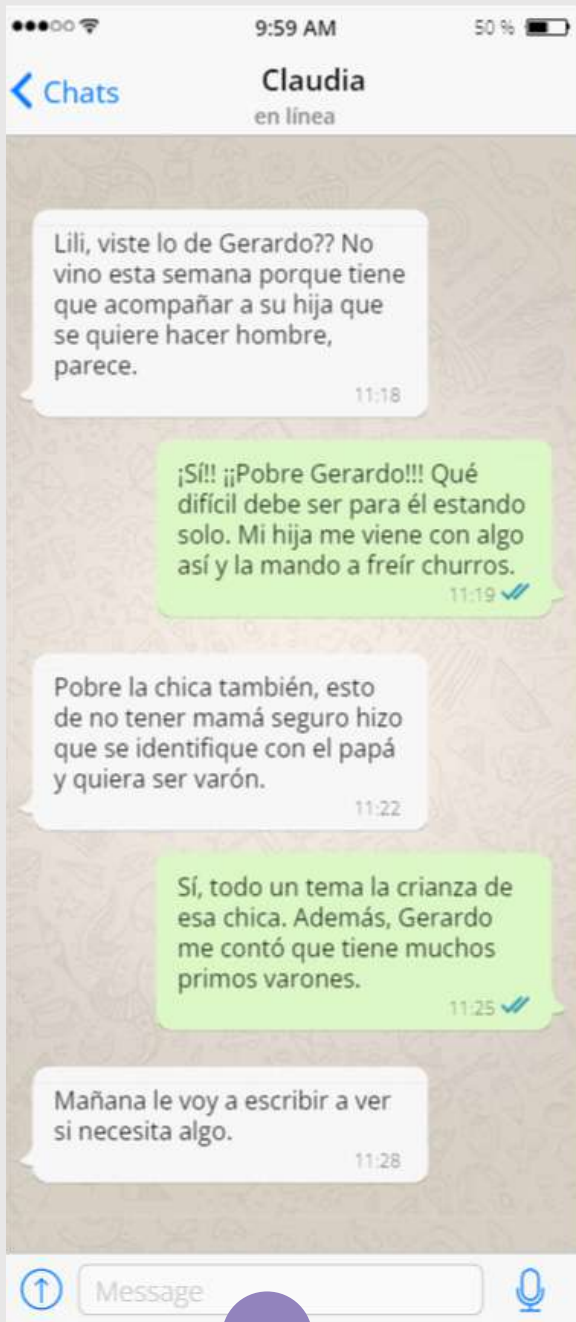 9:59 AM
50 %
Chats
Claudia
en línea
Lili, viste lo de Gerardo?? No
vino esta semana porque tiene
que acompañar a su hija que
se quiere hacer hombre,
parece.
11:18
¡Sí!! ¡¡Pobre Gerardo!!! Qué
difícil debe ser para él estando
solo. Mi hija me viene con algo
así y la mando a freír churros.
11:19
Pobre la chica también, esto
de no tener mamá seguro hizo
que se identifique con el papá
y quiera ser varón.
11:22
Sí, todo un tema la crianza de
esa chica. Además, Gerardo
me contó que tiene muchos
primos varones.
11:25
Mañana le voy a escribir a ver
si necesita algo.
11:28
Message